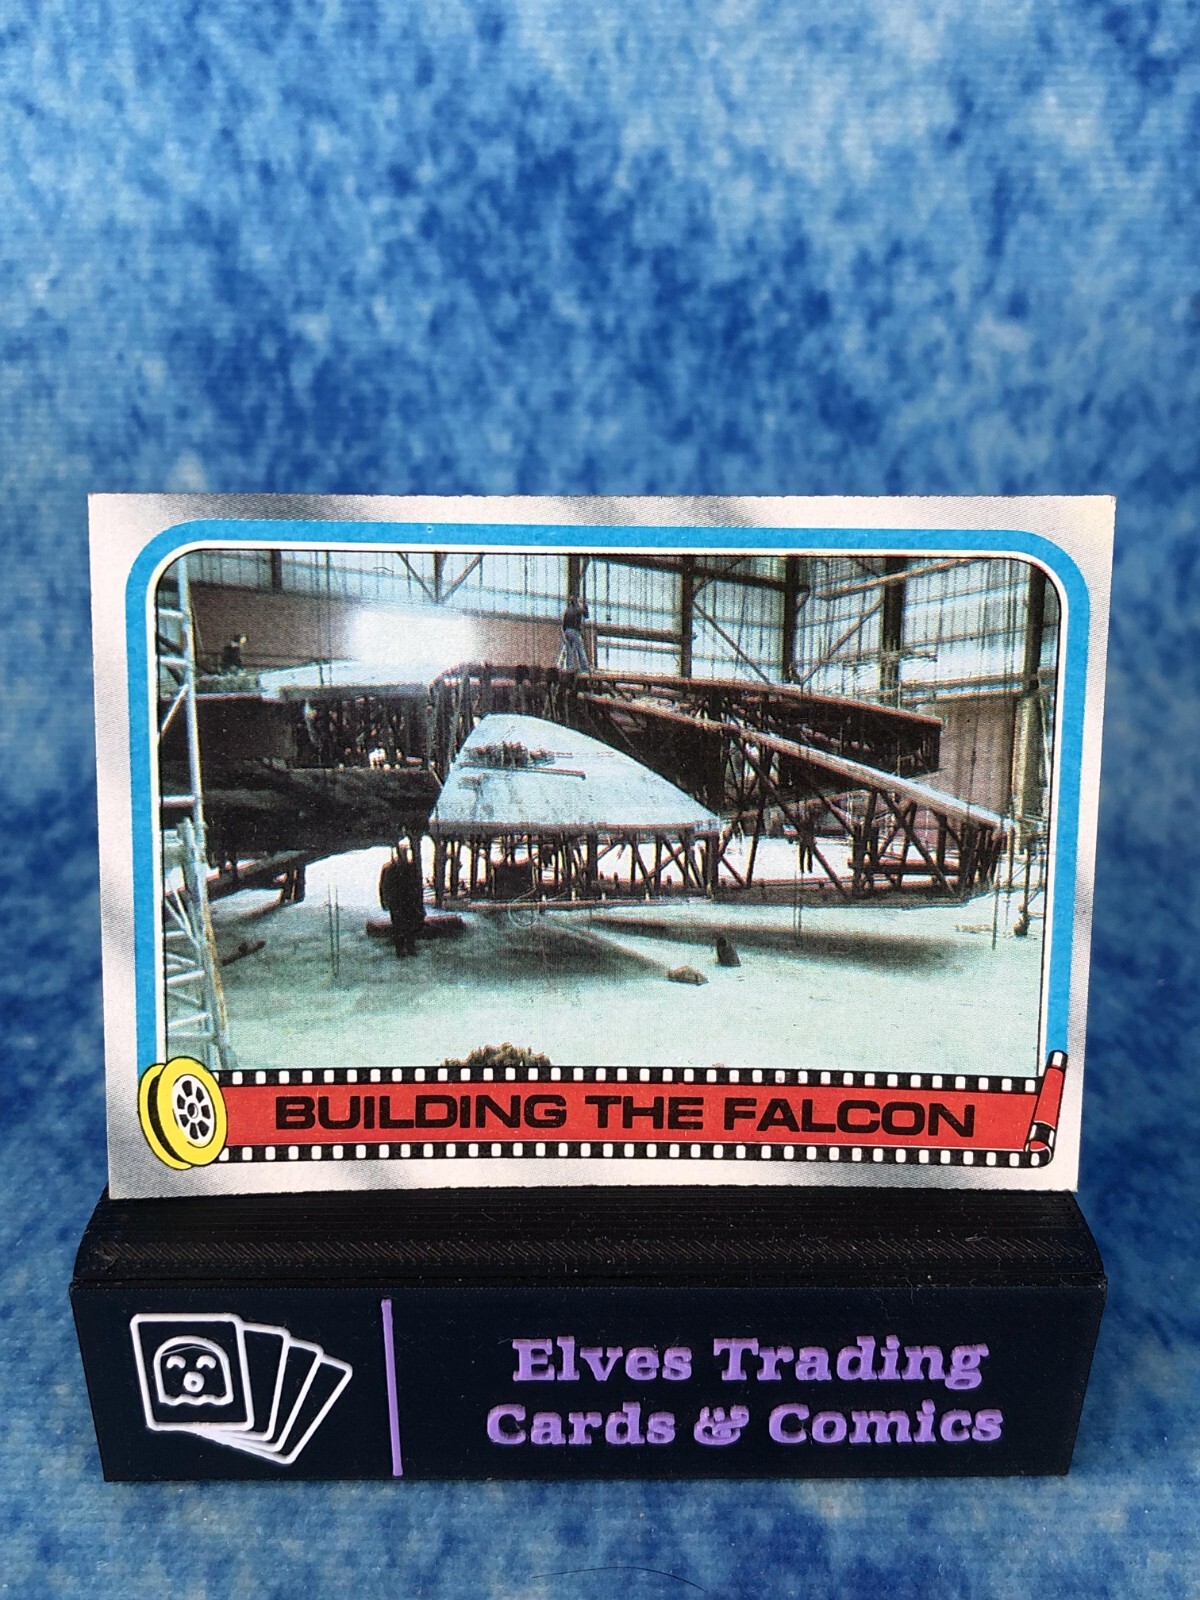 BUILDING THE FALCON
Elves Trading
Cards & Comics